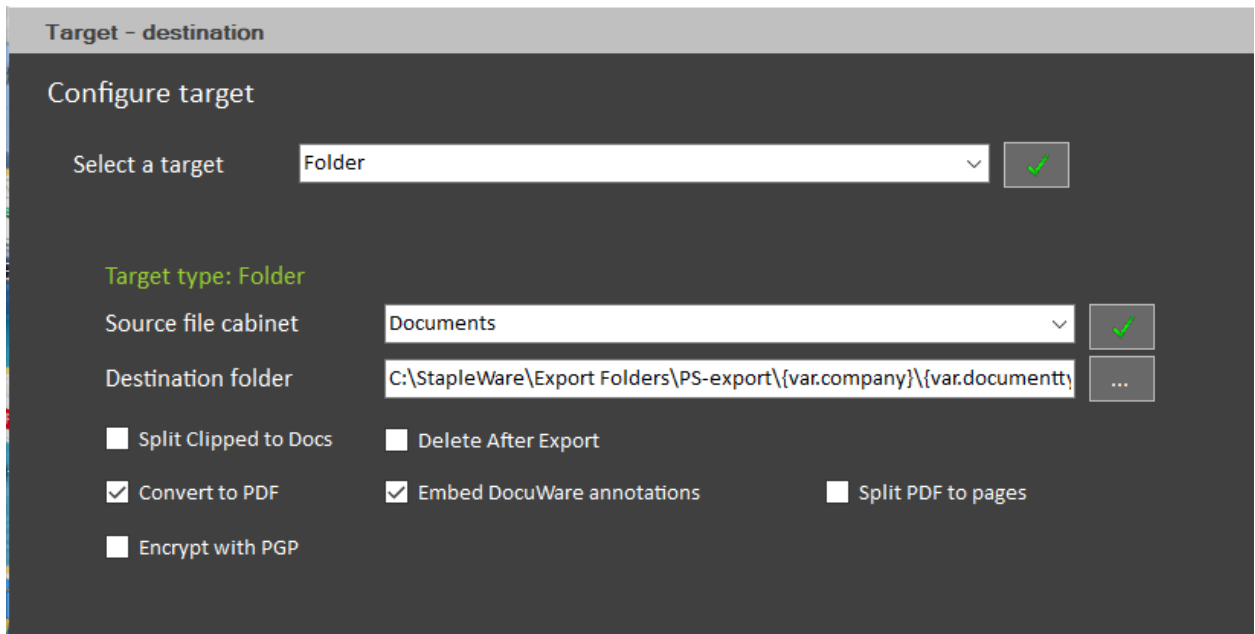 Target - destination
Configure target
Select a target Folder
Target type: Folder
Source file cabinet Documents
Destination folder C:\StapleWare\Export Folders\PS-export\{var.company}\{var.documentty ...
Split Clipped to Docs Delete After Export
Convert to PDF Embed DocuWare annotations Split PDF to pages
Encrypt with PGP